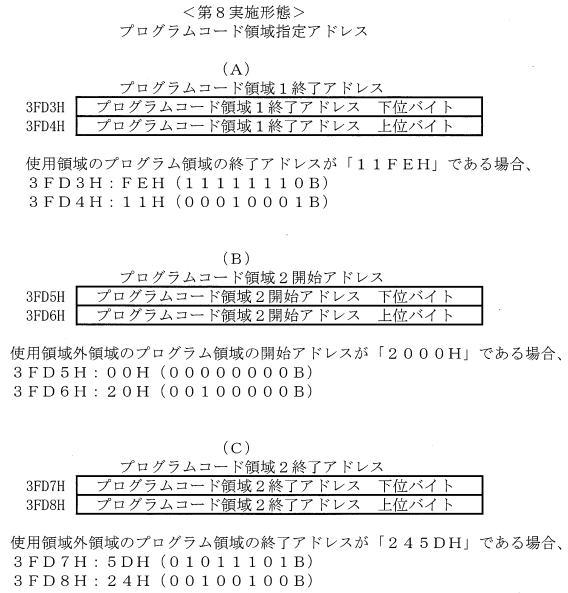 ＜第８実施形態＞
プログラムコード領域指定アドレス
（Ａ）
プログラムコード領域１終了アドレス
3FD3H プログラムコード領域１終了アドレス　下位バイト
3FD4H プログラムコード領域１終了アドレス　上位バイト
使用領域のプログラム領域の終了アドレスが「１１ＦＥＨ」である場合、
３ＦＤ３Ｈ：ＦＥＨ（１１１１１１１０Ｂ）
３ＦＤ４Ｈ：１１Ｈ（０００１０００１Ｂ）
（Ｂ）
プログラムコード領域２開始アドレス
3FD5H プログラムコード領域２開始アドレス　下位バイト
3FD6H プログラムコード領域２開始アドレス　上位バイト
使用領域外領域のプログラム領域の開始アドレスが「２０００Ｈ」である場合、
３ＦＤ５Ｈ：００Ｈ（００００００００Ｂ）
３ＦＤ６Ｈ：２０Ｈ（００１０００００Ｂ）
（Ｃ）
プログラムコード領域２終了アドレス
3FD7H プログラムコード領域２終了アドレス　下位バイト
3FD8H プログラムコード領域２終了アドレス　上位バイト
使用領域外領域のプログラム領域の終了アドレスが「２４５ＤＨ」である場合、
３ＦＤ７Ｈ：５ＤＨ（０１０１１１０１Ｂ）
３ＦＤ８Ｈ：２４Ｈ（００１００１００Ｂ）